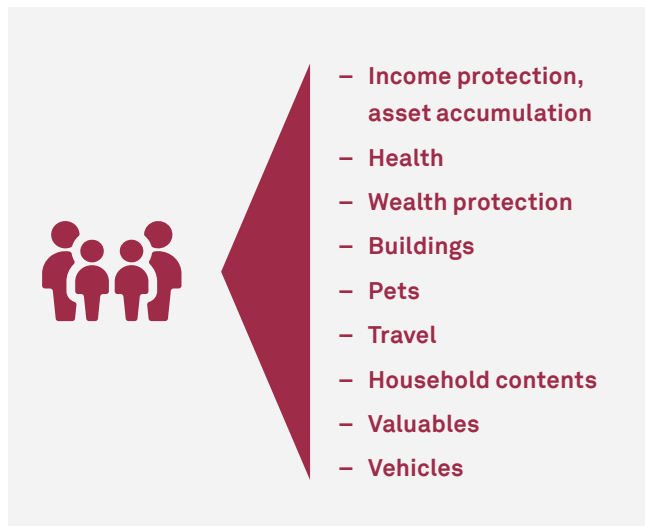 – Income protection,
asset accumulation
– Health
– Wealth protection
– Buildings
– Pets
– Travel
– Household contents
– Valuables
– Vehicles